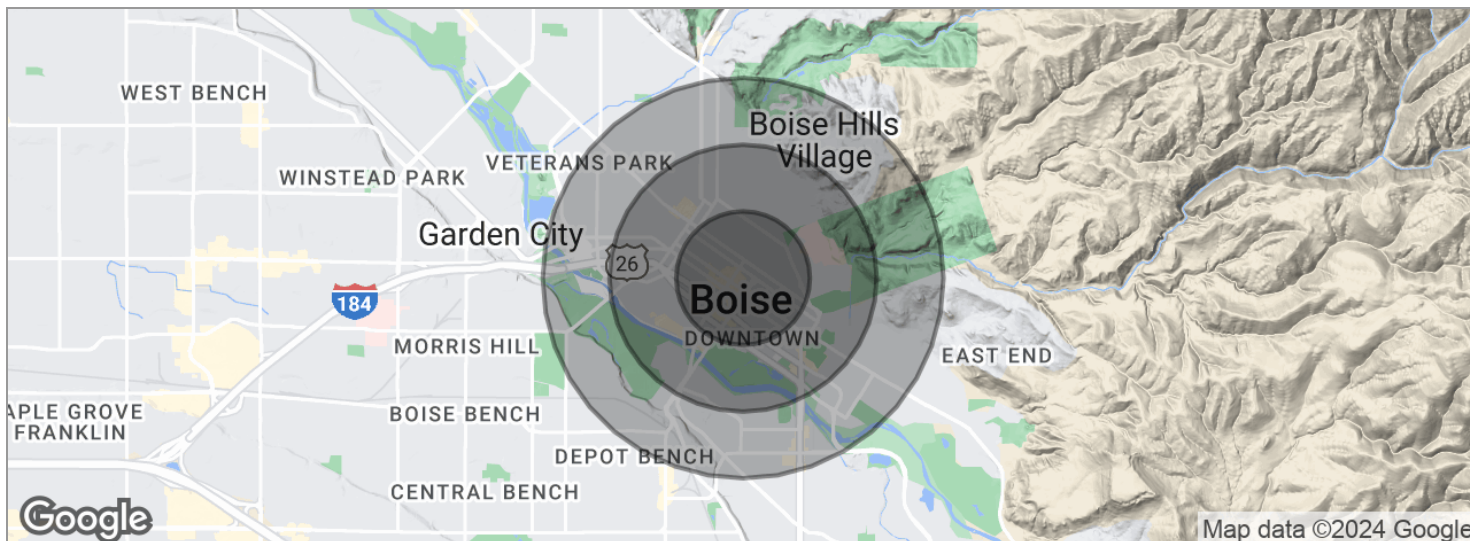 WEST BENCH
Boise Hills
Village
VETERANS PARK
WINSTEAD PARK
Garden City
26
184
Boise
DOWNTOWN
MORRIS HILL
EAST END
APLE GROVE
FRANKLIN
BOISE BENCH
DEPOT BENCH
CENTRAL BENCH
Google
Map data ©2024 Google